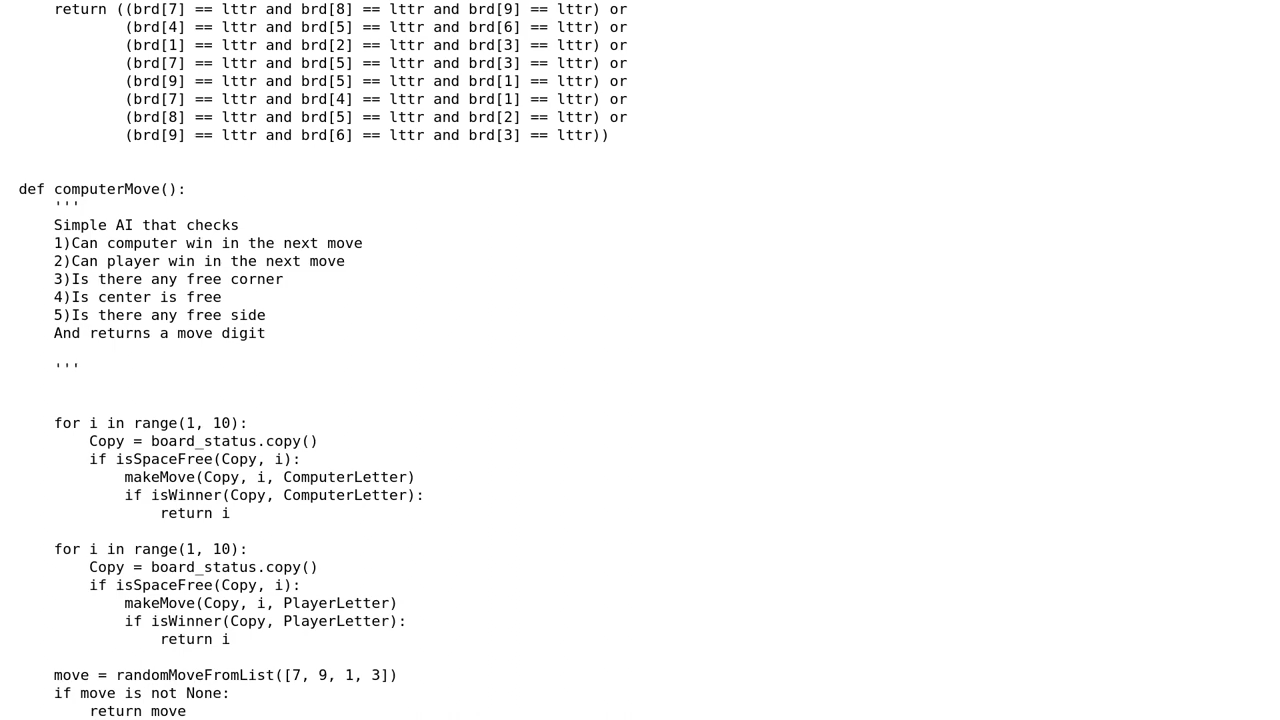 return ((brd[7] == lttr and brd[8] == lttr and brd[9] == lttr) or
            (brd[4] == lttr and brd[5] == lttr and brd[6] == lttr) or
            (brd[1] == lttr and brd[2] == lttr and brd[3] == lttr) or
            (brd[7] == lttr and brd[5] == lttr and brd[3] == lttr) or
            (brd[9] == lttr and brd[5] == lttr and brd[1] == lttr) or
            (brd[7] == lttr and brd[4] == lttr and brd[1] == lttr) or
            (brd[8] == lttr and brd[5] == lttr and brd[2] == lttr) or
            (brd[9] == lttr and brd[6] == lttr and brd[3] == lttr))
def computerMove():
    '''
    Simple AI that checks
    1)Can computer win in the next move
    2)Can player win in the next move
    3)Is there any free corner
    4)Is center is free
    5)Is there any free side
    And returns a move digit
    '''
    for i in range(1, 10):
        Copy = board_status.copy()
        if isSpaceFree(Copy, i):
            makeMove(Copy, i, ComputerLetter)
            if isWinner(Copy, ComputerLetter):
                return i
    for i in range(1, 10):
        Copy = board_status.copy()
        if isSpaceFree(Copy, i):
            makeMove(Copy, i, PlayerLetter)
            if isWinner(Copy, PlayerLetter):
                return i
    move = randomMoveFromList([7, 9, 1, 3])
    if move is not None:
        return move